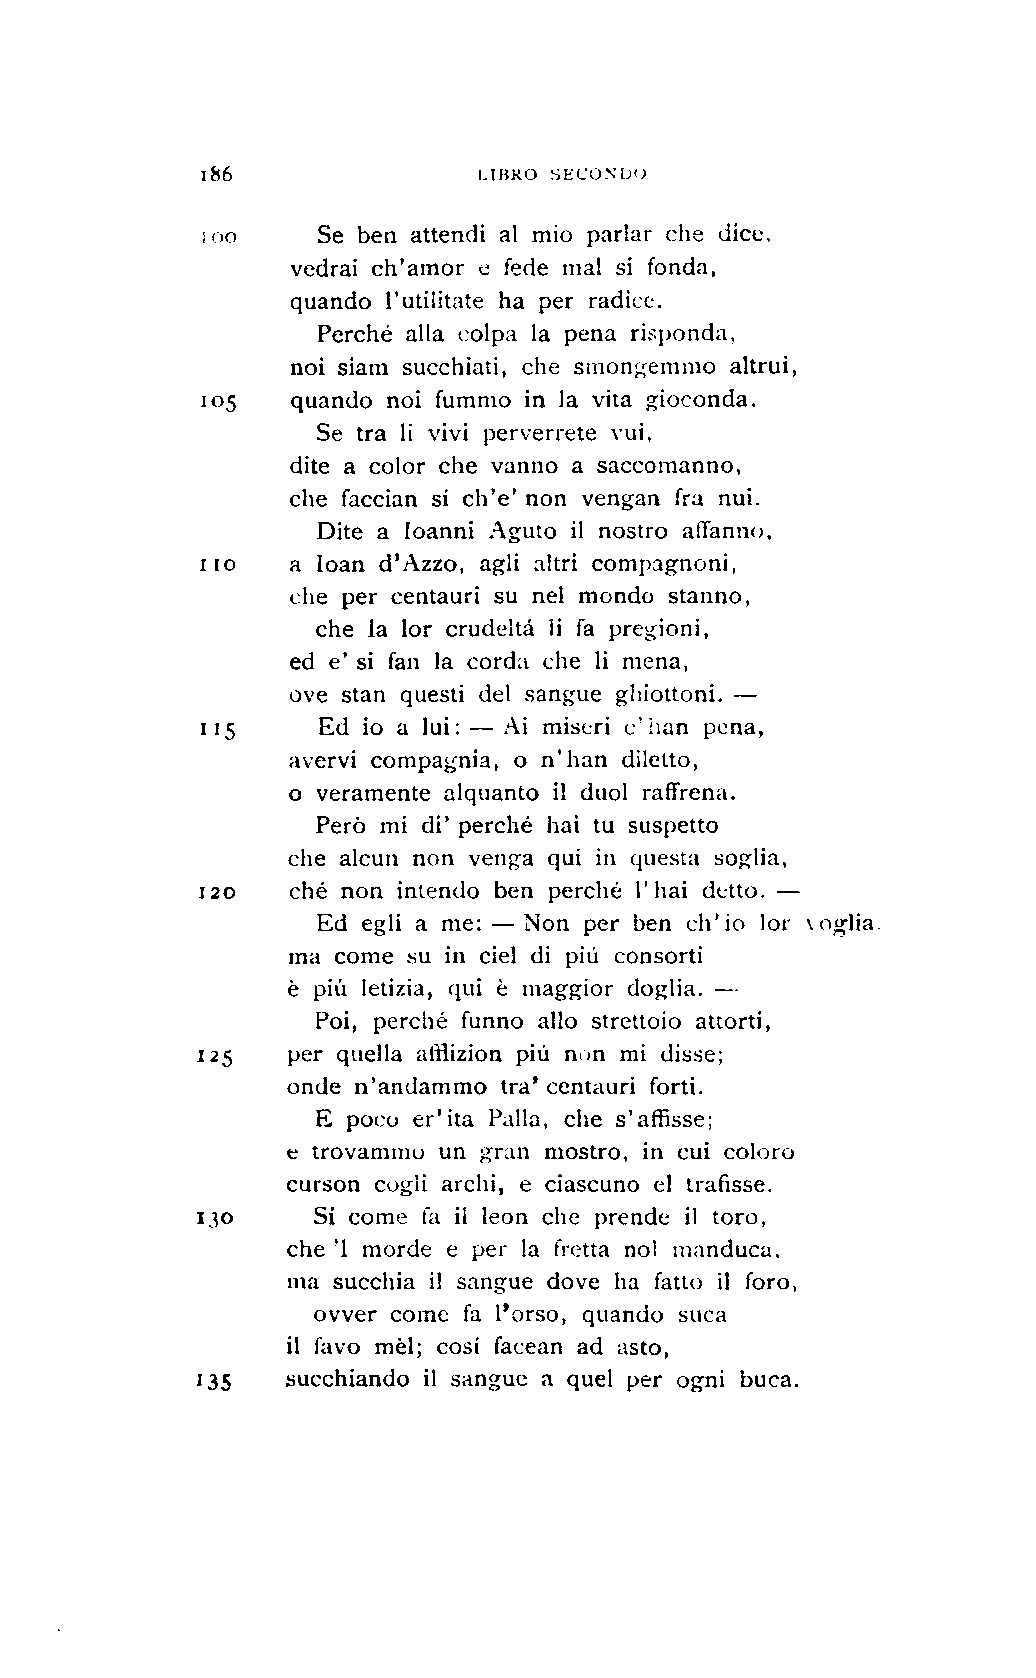 186 LIBRO SECONDO
100 Se ben attendi al mio parlar che dice,
vedrai ch'amor e fede mal si fonda,
quando l'utilitate ha per radice.
Perché alla colpa la pena risponda,
noi siam succhiati, che smongemmo altrui,
105 quando noi fummo in la vita gioconda.
Se tra li vivi perverrete vui,
dite a color che vanno a saccomanno,
che faccian sí ch'e' non vengan fra nui.
Dite a Ioanni Aguto il nostro affanno,
110 a Ioan d'Azzo, agli altri compagnoni,
che per centauri su nel mondo stanno,
che la lor crudeltá li fa pregioni,
ed e' si fan la corda che li mena,
ove stan questi del sangue ghiottoni. —
115 Ed io a lui: — Ai miseri c'han pena,
avervi compagnia, o n'han diletto,
o veramente alquanto il duol raffrena.
Però mi di' perché hai tu suspetto
che alcun non venga qui in questa soglia,
120 ché non intendo ben perché l'hai detto. —
Ed egli a me: — Non per ben ch'io lor voglia.
ma come su in ciel di piú consorti
è piú letizia, qui è maggior doglia. —
Poi, perché funno allo strettoio attorti,
125 per quella afflizion piú non mi disse;
onde n'andammo tra' centauri forti.
E poco er'ita Palla, che s'affisse;
e trovammo un gran mostro, in cui coloro
curson cogli archi, e ciascuno el trafisse.
130 Sí come fa il leon che prende il toro,
che 'l morde e per la fretta nol manduca,
ma succhia il sangue dove ha fatto il foro,
ovver come fa l'orso, quando suca
il favo mèl; cosí facean ad asto,
135 succhiando il sangue a quel per ogni buca.